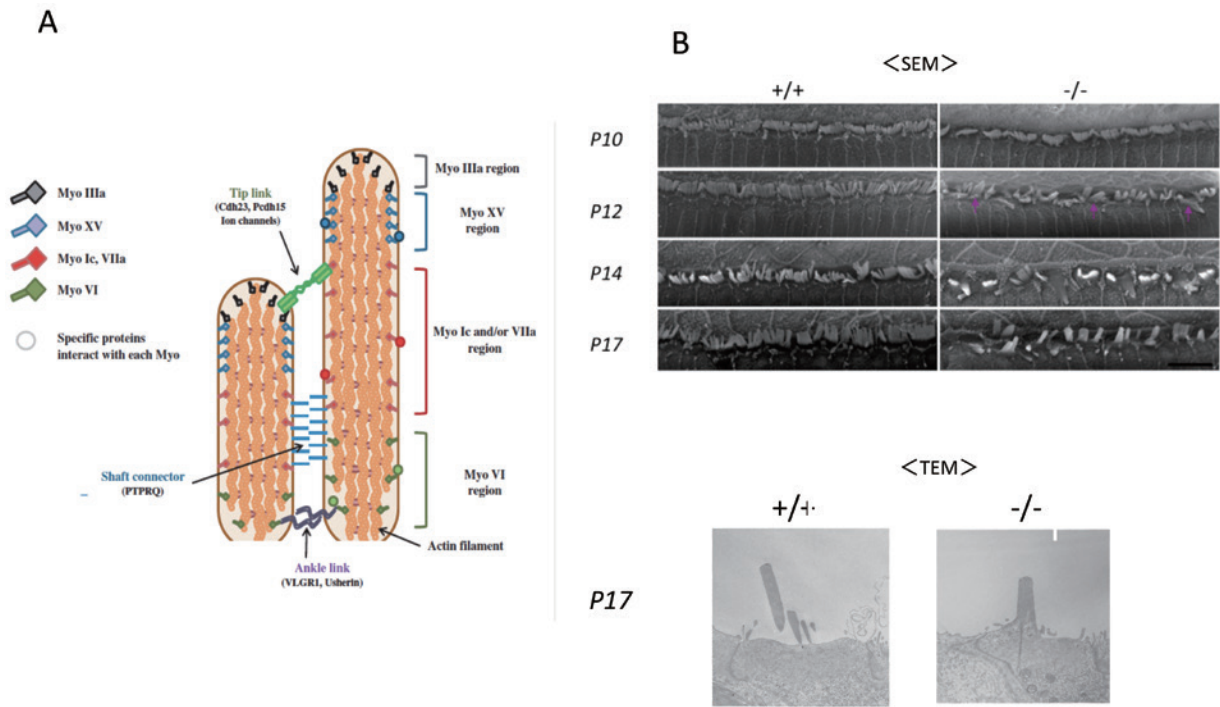 A
Myo IIIa
Myo XV
Myo Ic, VIIa
Myo VI
Specific proteins
interact with each Myo
Tip link
(Cdh23, Pcdh15
Ion channels)
Myo IIIa region
Myo XV
region
Myo Ic and/or VIIa
region
Shaft connector
(PTPRQ)
Myo VI
region
Actin filament
Ankle link
(VLGR1, Usherin)
B
<SEM>
+/+ -/-
P10
P12
P14
P17
<TEM>
+/+ -/-
P17